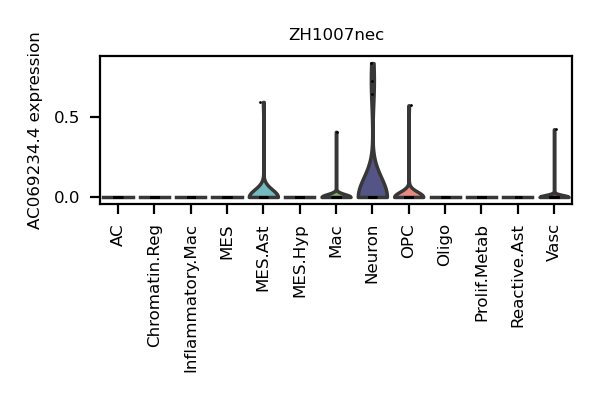 ZH1007nec
AC069234.4 expression
0.5
0.0
AC
Chromatin.Reg
Inflammatory.Mac
MES
MES.Ast
MES.Hyp
Mac
Neuron
OPC
Oligo
Prolif.Metab
Reactive.Ast
Vasc